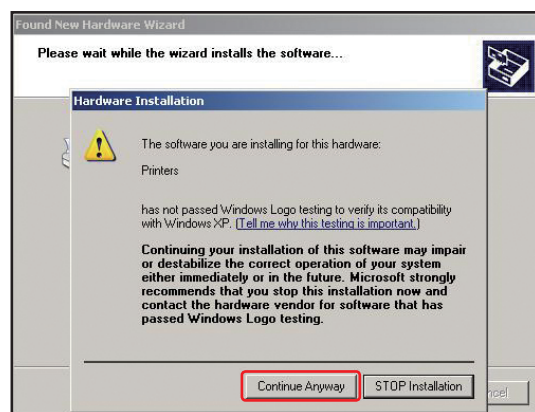 Found New Hardware Wizard
Please wait while the wizard installs the software...
Hardware Installation
The software you are installing for this hardware:
Printers
has not passed Windows Logo testing to verify its compatibility
with Windows XP. (Tell me why this testing is important.)
Continuing your installation of this software may impair
or destabilize the correct operation of your system
either immediately or in the future. Microsoft strongly
recommends that you stop this installation now and
contact the hardware vendor for software that has
passed Windows Logo testing.
Continue Anyway
STOP Installation